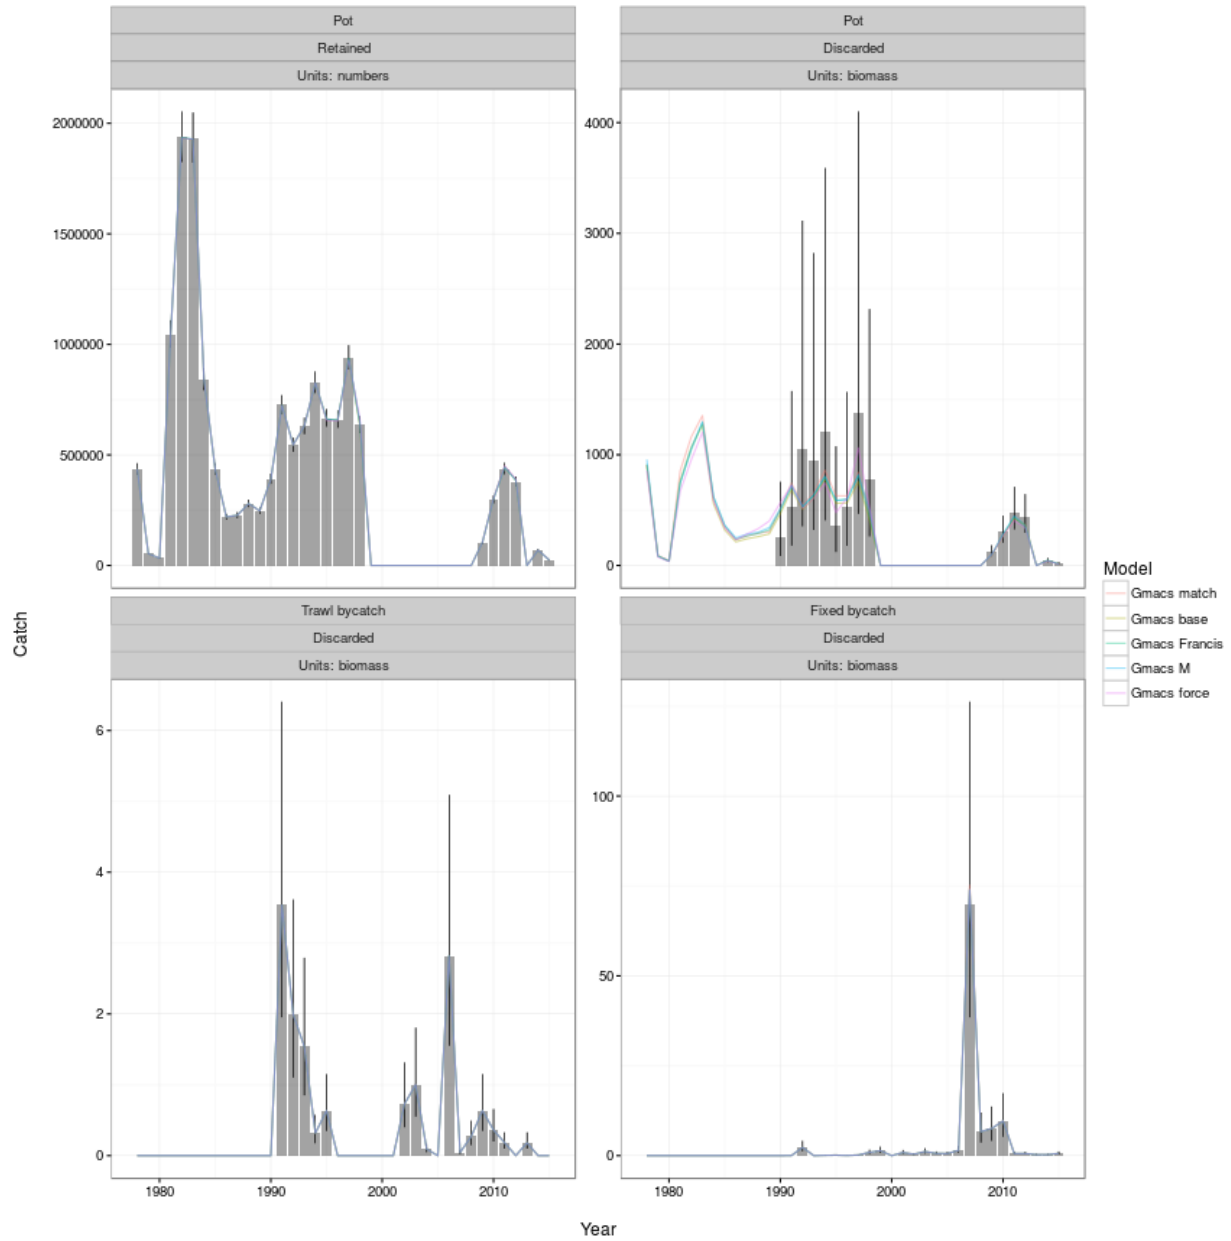 Pot
Retained
Units: numbers
2000000
1500000
1000000
500000
0
Pot
Discarded
Units: biomass
4000
3000
2000
1000
0
Trawl bycatch
Discarded
Units: biomass
6
4
2
0
1980 1990 2000 2010
Fixed bycatch
Discarded
Units: biomass
100
50
0
1980 1990 2000 2010
Catch
Year
Model
Gmacs match
Gmacs base
Gmacs Francis
Gmacs M
Gmacs force